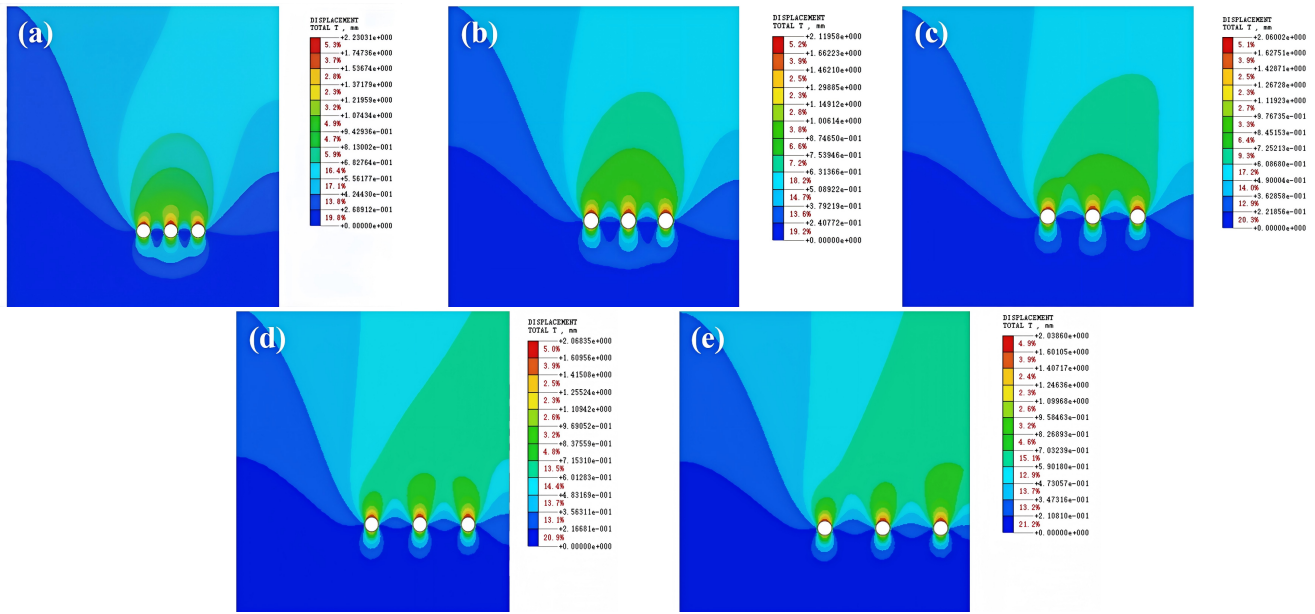 (a)
DISPLACEMENT
TOTAL T , mm
+2.23031e+000
5.3%
+1.74736e+000
3.7%
+1.53674e+000
2.8%
+1.37179e+000
2.3%
+1.21959e+000
3.2%
+1.07434e+000
4.9%
+9.42936e-001
4.7%
+8.13002e-001
5.9%
+6.82764e-001
16.4%
+5.56177e-001
17.1%
+4.24430e-001
13.8%
+2.68912e-001
19.8%
+0.00000e+000
(b)
DISPLACEMENT
TOTAL T , mm
+2.11958e+000
5.2%
+1.66223e+000
3.9%
+1.46210e+000
2.5%
+1.29885e+000
2.3%
+1.14912e+000
2.8%
+1.00614e+000
3.8%
+8.74650e-001
6.6%
+7.53946e-001
7.2%
+6.31366e-001
18.2%
+5.08922e-001
14.7%
+3.79219e-001
13.6%
+2.40772e-001
19.2%
+0.00000e+000
(c)
DISPLACEMENT
TOTAL T , mm
+2.06002e+000
5.1%
+1.62751e+000
3.9%
+1.42871e+000
2.5%
+1.26728e+000
2.3%
+1.11923e+000
2.7%
+9.76735e-001
3.3%
+8.45153e-001
6.4%
+7.25213e-001
9.3%
+6.08680e-001
17.2%
+4.90004e-001
14.0%
+3.62858e-001
12.9%
+2.21856e-001
20.3%
+0.00000e+000
(d)
DISPLACEMENT
TOTAL T , mm
+2.06835e+000
5.0%
+1.60956e+000
3.9%
+1.41508e+000
2.5%
+1.25524e+000
2.3%
+1.10942e+000
2.6%
+9.69052e-001
3.2%
+8.37559e-001
4.8%
+7.15310e-001
13.5%
+6.01283e-001
14.4%
+4.83169e-001
13.7%
+3.56311e-001
13.1%
+2.16681e-001
20.9%
+0.00000e+000
(e)
DISPLACEMENT
TOTAL T , mm
+2.03860e+000
4.9%
+1.60105e+000
3.9%
+1.40717e+000
2.4%
+1.24636e+000
2.3%
+1.09968e+000
2.6%
+9.58463e-001
3.2%
+8.26893e-001
4.6%
+7.03239e-001
15.1%
+5.90180e-001
12.9%
+4.73057e-001
13.7%
+3.47316e-001
13.2%
+2.10810e-001
21.2%
+0.00000e+000